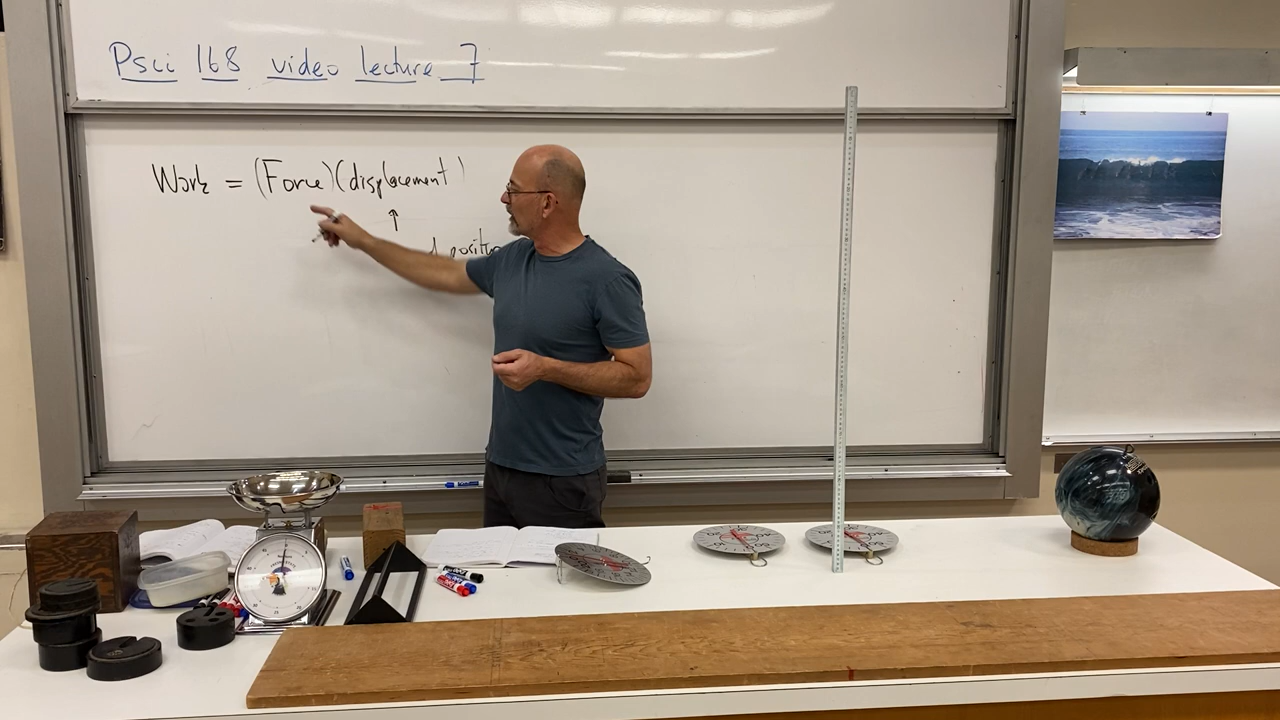 Psci 168 video lecture 7
Work = (Force)(displacement)
↑